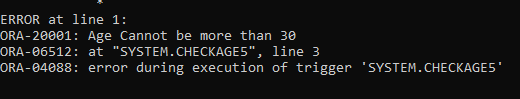 *
ERROR at line 1:
ORA-20001: Age Cannot be more than 30
ORA-06512: at "SYSTEM.CHECKAGE5", line 3
ORA-04088: error during execution of trigger 'SYSTEM.CHECKAGE5'